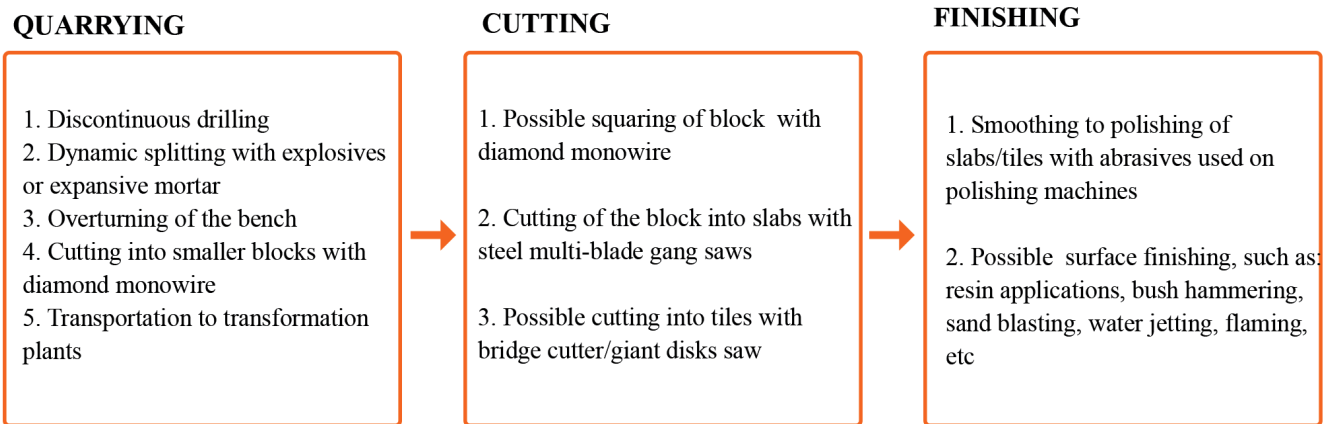 QUARRYING
1. Discontinuous drilling
2. Dynamic splitting with explosives
or expansive mortar
3. Overturning of the bench
4. Cutting into smaller blocks with
diamond monowire
5. Transportation to transformation
plants
CUTTING
1. Possible squaring of block with
diamond monowire
2. Cutting of the block into slabs with
steel multi-blade gang saws
3. Possible cutting into tiles with
bridge cutter/giant disks saw
FINISHING
1. Smoothing to polishing of
slabs/tiles with abrasives used on
polishing machines
2. Possible surface finishing, such as:
resin applications, bush hammering,
sand blasting, water jetting, flaming,
etc